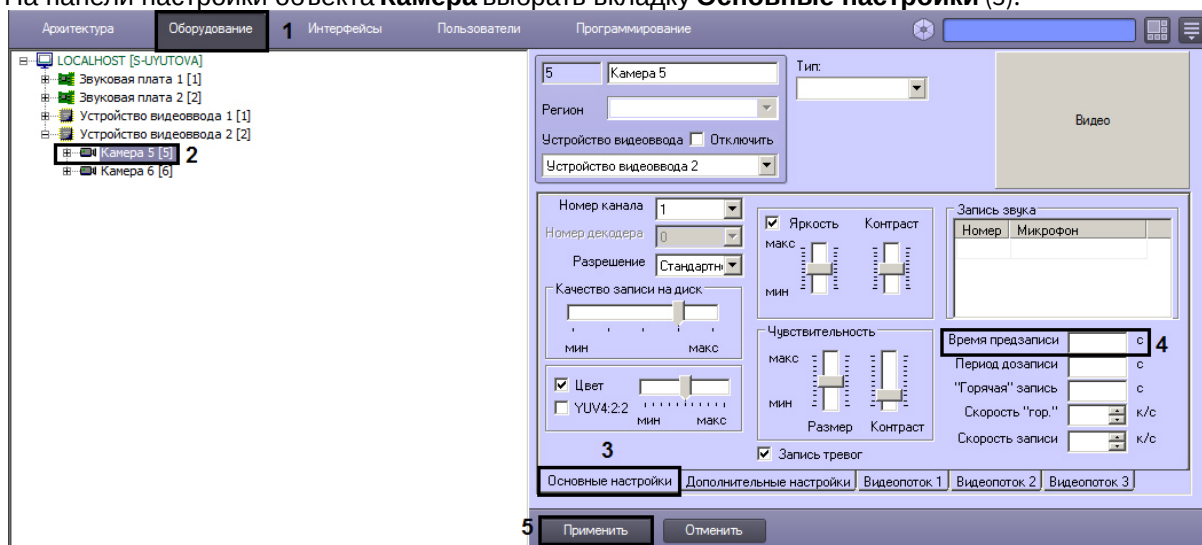 На панели настройки объекта Камера выбрать вкладку Основные настройки (3).
Архитектура Оборудование 1 Интерфейсы Пользователи Программирование
LOCALHOST [S-UYUTOVA]
Звуковая плата 1 [1]
Звуковая плата 2 [2]
Устройство видеоввода 1 [1]
Устройство видеоввода 2 [2]
Камера 5 [5] 2
Камера 6 [6]
5 Камера 5
Тип:
Регион
Устройство видеоввода Отключить
Устройство видеоввода 2
Видео
Номер канала 1
Номер декодера 0
Разрешение Стандартн
Качество записи на диск
мин макс
Цвет
YUV4:2:2
мин макс
3
Яркость Контраст
макс
мин
Чувствительность
макс
мин
Размер Контраст
Запись тревог
Запись звука
Номер Микрофон
Время предзаписи с 4
Период дозаписи с
"Горячая" запись с
Скорость "гор." к/с
Скорость записи к/с
Основные настройки Дополнительные настройки Видеопоток 1 Видеопоток 2 Видеопоток 3
5 Применить Отменить